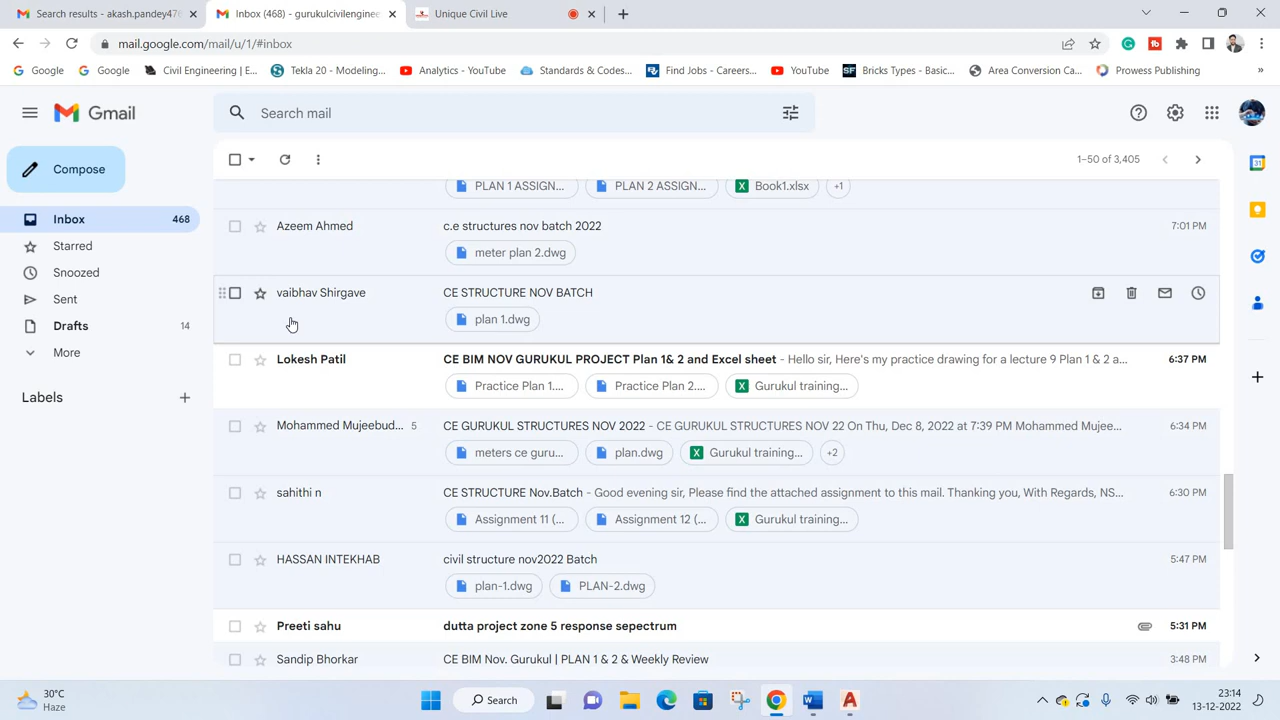 Search results - akash.pandey476
Inbox (468) - gurukulcivilengine
Unique Civil Live
mail.google.com/mail/u/1/#inbox
Google
Google
Civil Engineering | E...
Tekla 20 - Modeling...
Analytics - YouTube
Standards & Codes...
Find Jobs - Careers...
YouTube
Bricks Types - Basic...
Area Conversion Ca...
Prowess Publishing
»
Gmail
Search mail
Compose
1–50 of 3,405
Inbox 468
Starred
Snoozed
Sent
Drafts 14
More
Labels
PLAN 1 ASSIGN... PLAN 2 ASSIGN... Book1.xlsx +1
Azeem Ahmed c.e structures nov batch 2022 7:01 PM
meter plan 2.dwg
vaibhav Shirgave CE STRUCTURE NOV BATCH
plan 1.dwg
Lokesh Patil CE BIM NOV GURUKUL PROJECT Plan 1& 2 and Excel sheet - Hello sir, Here's my practice drawing for a lecture 9 Plan 1 & 2 a... 6:37 PM
Practice Plan 1.... Practice Plan 2.... Gurukul training...
Mohammed Mujeebud... 5 CE GURUKUL STRUCTURES NOV 2022 - CE GURUKUL STRUCTURES NOV 22 On Thu, Dec 8, 2022 at 7:39 PM Mohammed Mujee... 6:34 PM
meters ce guru... plan.dwg Gurukul training... +2
sahithi n CE STRUCTURE Nov.Batch - Good evening sir, Please find the attached assignment to this mail. Thanking you, With Regards, NS... 6:30 PM
Assignment 11 (... Assignment 12 (... Gurukul training...
HASSAN INTEKHAB civil structure nov2022 Batch 5:47 PM
plan-1.dwg PLAN-2.dwg
Preeti sahu dutta project zone 5 response sepectrum 5:31 PM
Sandip Bhorkar CE BIM Nov. Gurukul | PLAN 1 & 2 & Weekly Review 3:48 PM
30°C
Haze
Search
23:14
13-12-2022